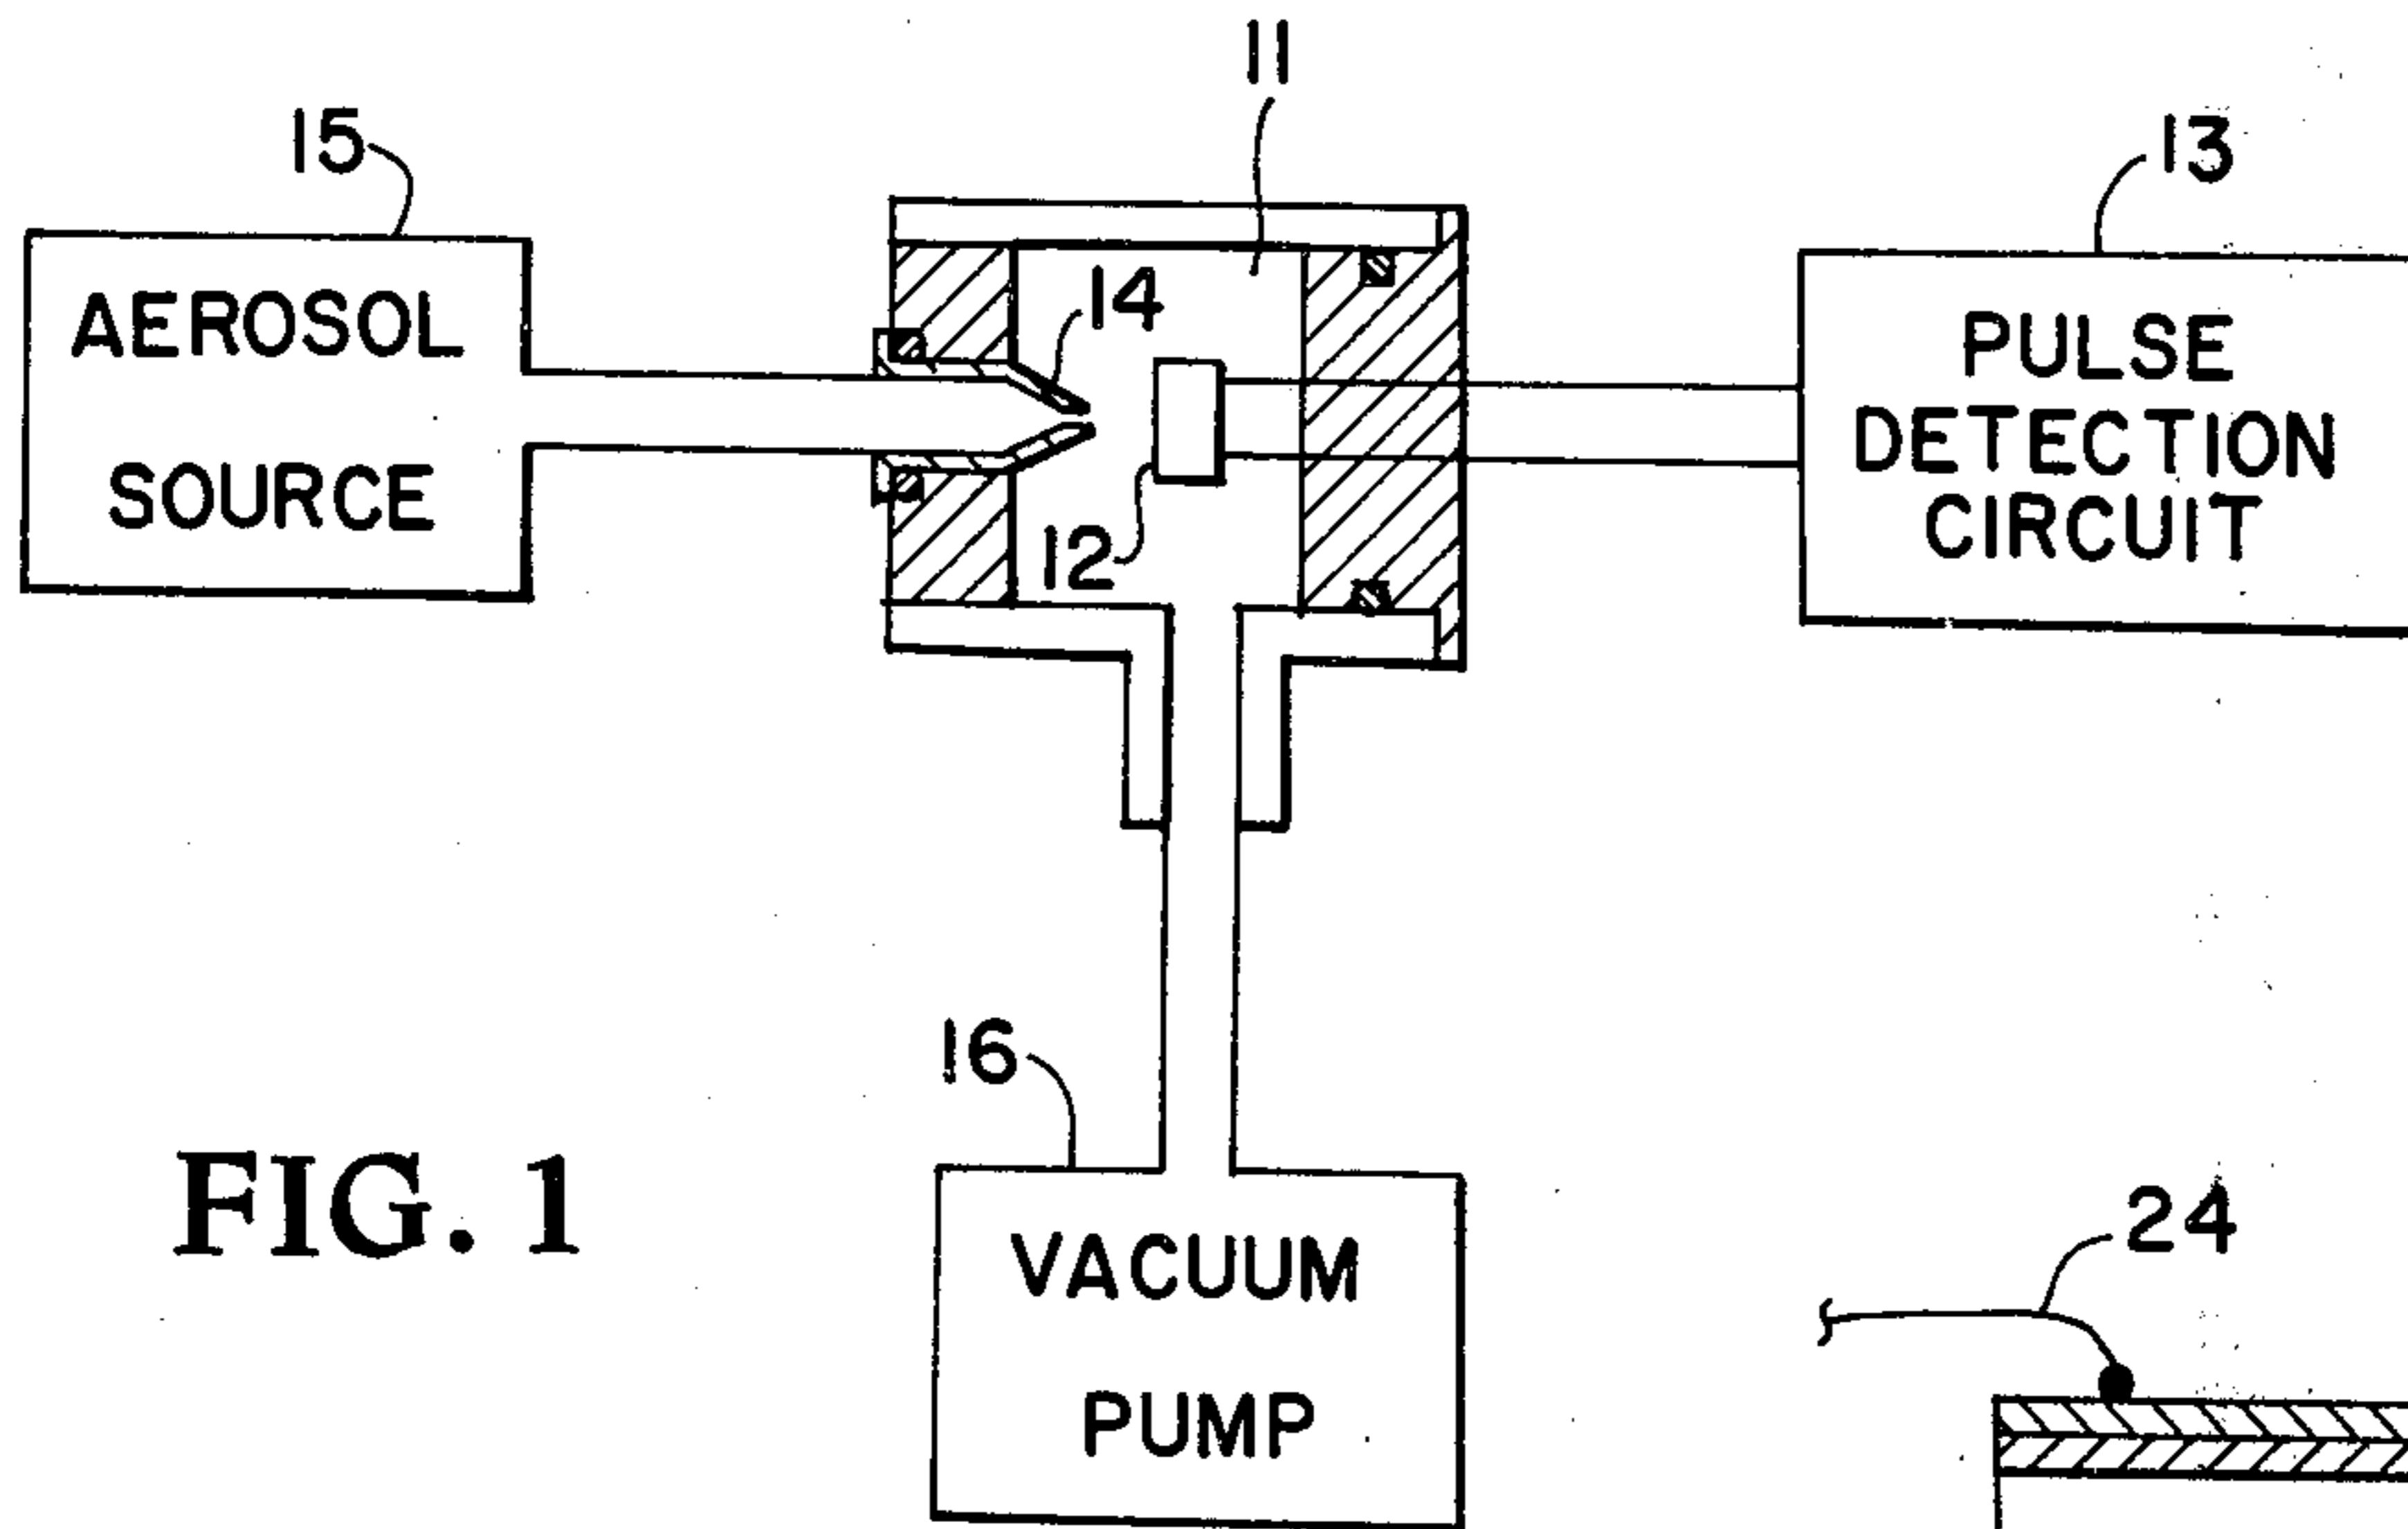 11
15
13
AEROSOL
SOURCE
14
12
PULSE
DETECTION
CIRCUIT
16
FIG. 1
VACUUM
PUMP
24